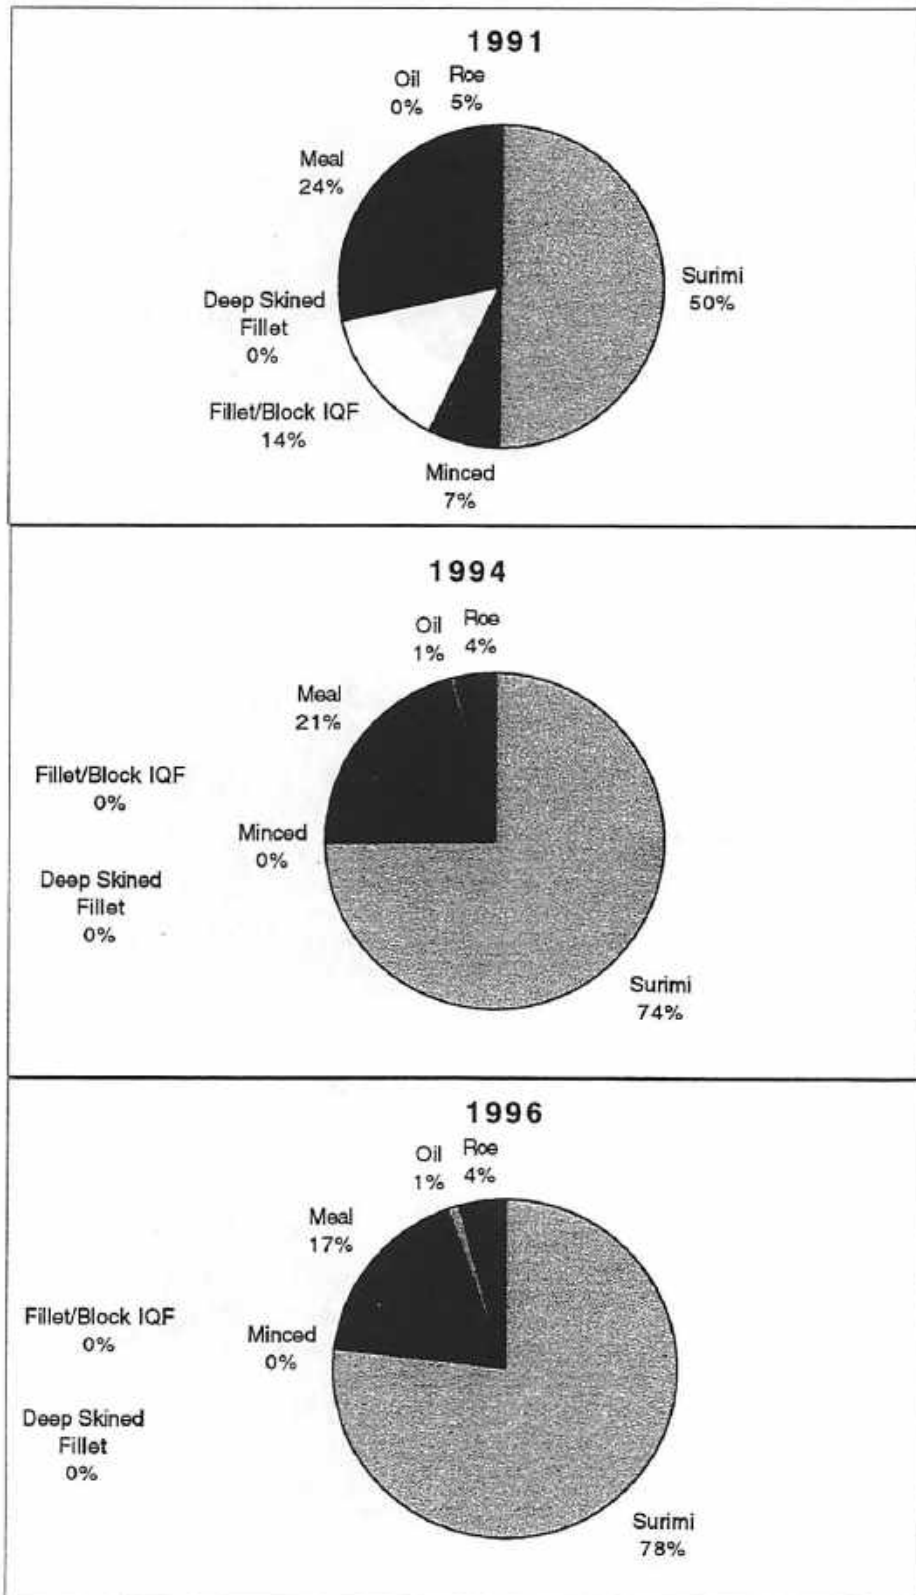 1991
Oil
0%
Roe
5%
Meal
24%
Surimi
50%
Deep Skined
Fillet
0%
Fillet/Block IQF
14%
Minced
7%
1994
Oil
1%
Roe
4%
Meal
21%
Fillet/Block IQF
0%
Minced
0%
Deep Skined
Fillet
0%
Surimi
74%
1996
Oil
1%
Roe
4%
Meal
17%
Fillet/Block IQF
0%
Minced
0%
Deep Skined
Fillet
0%
Surimi
78%